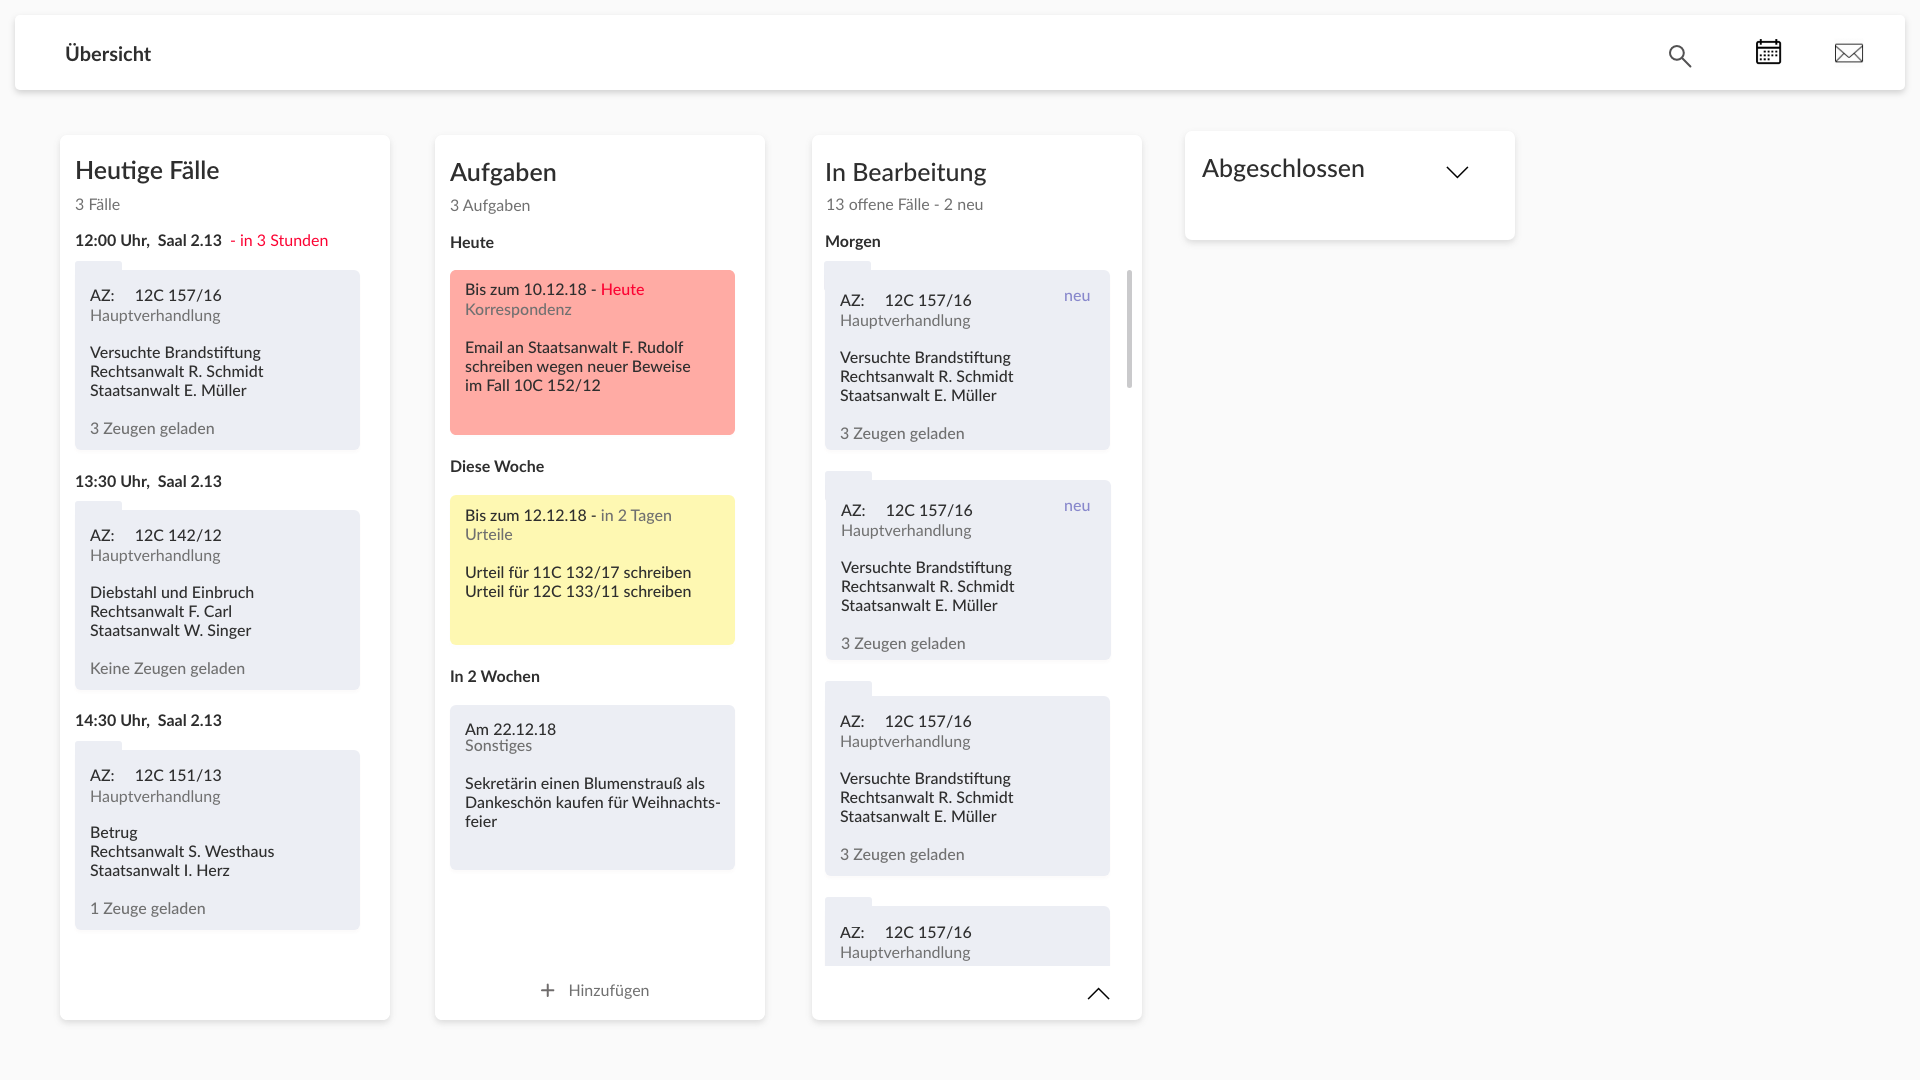 Übersicht
Heutige Fälle
3 Fälle
12:00 Uhr, Saal 2.13 - in 3 Stunden
AZ: 12C 157/16
Hauptverhandlung
Versuchte Brandstiftung
Rechtsanwalt R. Schmidt
Staatsanwalt E. Müller
3 Zeugen geladen
13:30 Uhr, Saal 2.13
AZ: 12C 142/12
Hauptverhandlung
Diebstahl und Einbruch
Rechtsanwalt F. Carl
Staatsanwalt W. Singer
Keine Zeugen geladen
14:30 Uhr, Saal 2.13
AZ: 12C 151/13
Hauptverhandlung
Betrug
Rechtsanwalt S. Westhaus
Staatsanwalt I. Herz
1 Zeuge geladen
Aufgaben
3 Aufgaben
Heute
Bis zum 10.12.18 - Heute
Korrespondenz
Email an Staatsanwalt F. Rudolf
schreiben wegen neuer Beweise
im Fall 10C 152/12
Diese Woche
Bis zum 12.12.18 - in 2 Tagen
Urteile
Urteil für 11C 132/17 schreiben
Urteil für 12C 133/11 schreiben
In 2 Wochen
Am 22.12.18
Sonstiges
Sekretärin einen Blumenstrauß als
Dankeschön kaufen für Weihnachts-
feier
+ Hinzufügen
In Bearbeitung
13 offene Fälle - 2 neu
Morgen
AZ: 12C 157/16 neu
Hauptverhandlung
Versuchte Brandstiftung
Rechtsanwalt R. Schmidt
Staatsanwalt E. Müller
3 Zeugen geladen
AZ: 12C 157/16 neu
Hauptverhandlung
Versuchte Brandstiftung
Rechtsanwalt R. Schmidt
Staatsanwalt E. Müller
3 Zeugen geladen
AZ: 12C 157/16
Hauptverhandlung
Versuchte Brandstiftung
Rechtsanwalt R. Schmidt
Staatsanwalt E. Müller
3 Zeugen geladen
AZ: 12C 157/16
Hauptverhandlung
Abgeschlossen